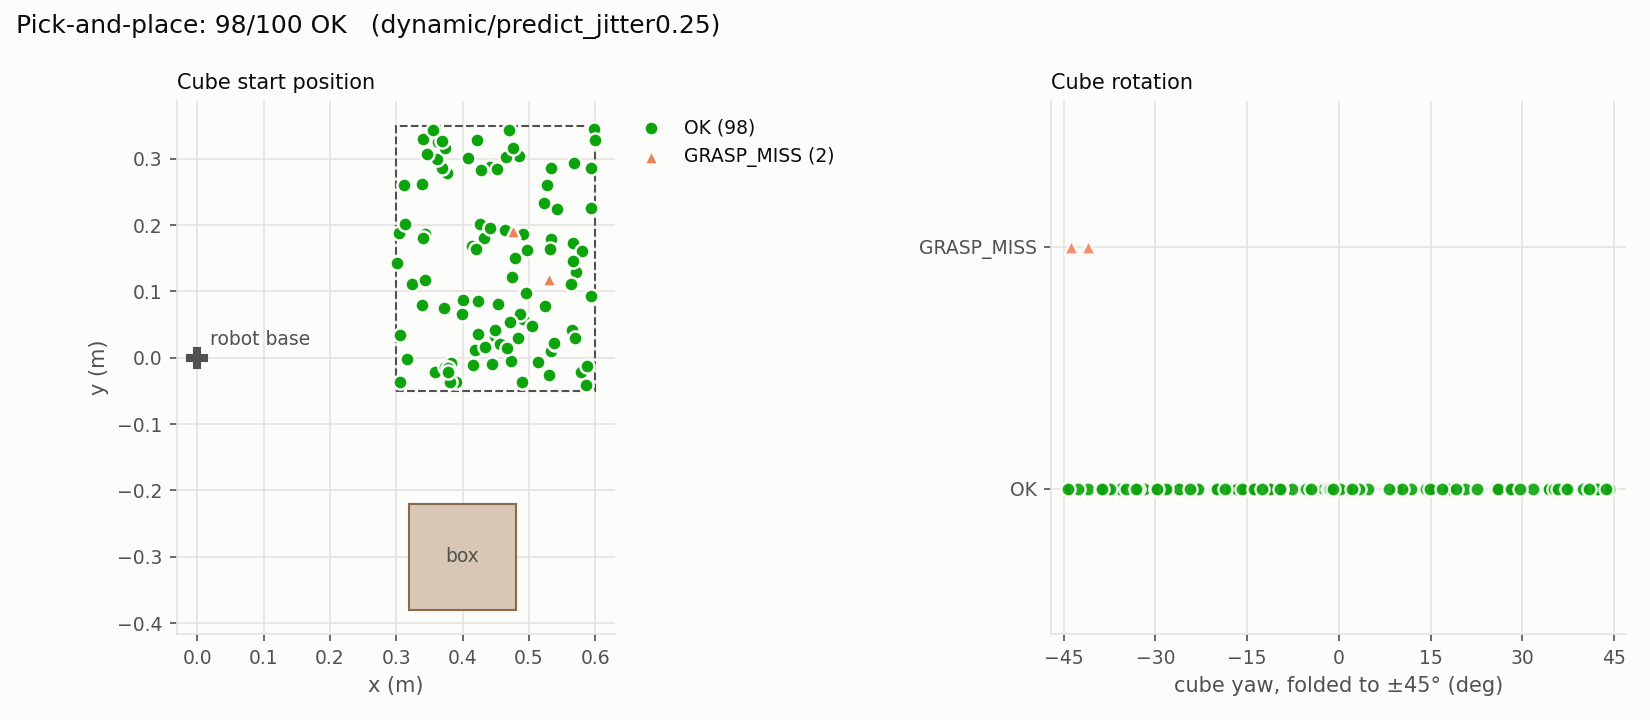 Pick-and-place: 98/100 OK   (dynamic/predict_jitter0.25)
Cube start position
OK (98)
GRASP_MISS (2)
robot base
box
y (m)
0.3
0.2
0.1
0.0
−0.1
−0.2
−0.3
−0.4
0.0 0.1 0.2 0.3 0.4 0.5 0.6
x (m)
Cube rotation
GRASP_MISS
OK
−45 −30 −15 0 15 30 45
cube yaw, folded to ±45° (deg)